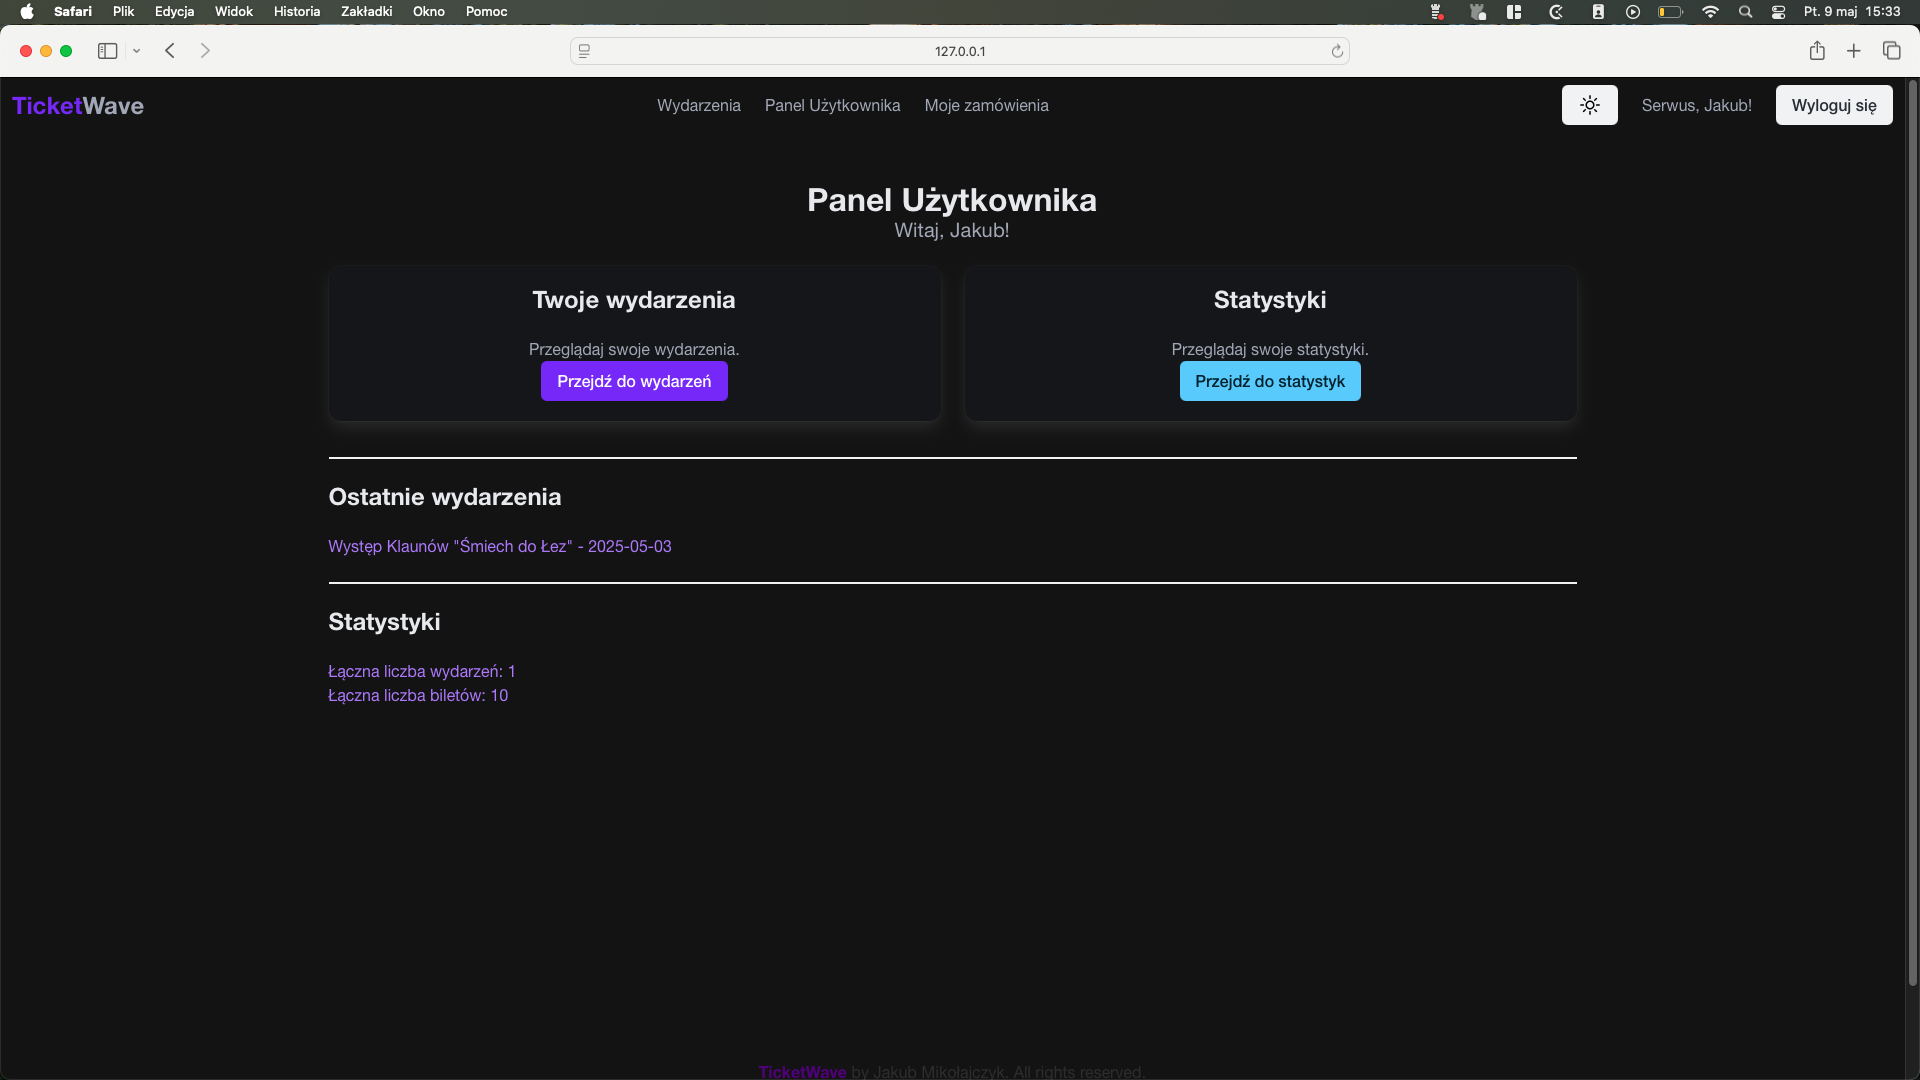 Safari Plik Edycja Widok Historia Zakładki Okno Pomoc Pt. 9 maj 15:33
127.0.0.1
TicketWave Wydarzenia Panel Użytkownika Moje zamówienia Serwus, Jakub! Wyloguj się
Panel Użytkownika
Witaj, Jakub!
Twoje wydarzenia
Przeglądaj swoje wydarzenia.
Przejdź do wydarzeń
Statystyki
Przeglądaj swoje statystyki.
Przejdź do statystyk
Ostatnie wydarzenia
Występ Klaunów "Śmiech do Łez" - 2025-05-03
Statystyki
Łączna liczba wydarzeń: 1
Łączna liczba biletów: 10
TicketWave by Jakub Mikołajczyk. All rights reserved.